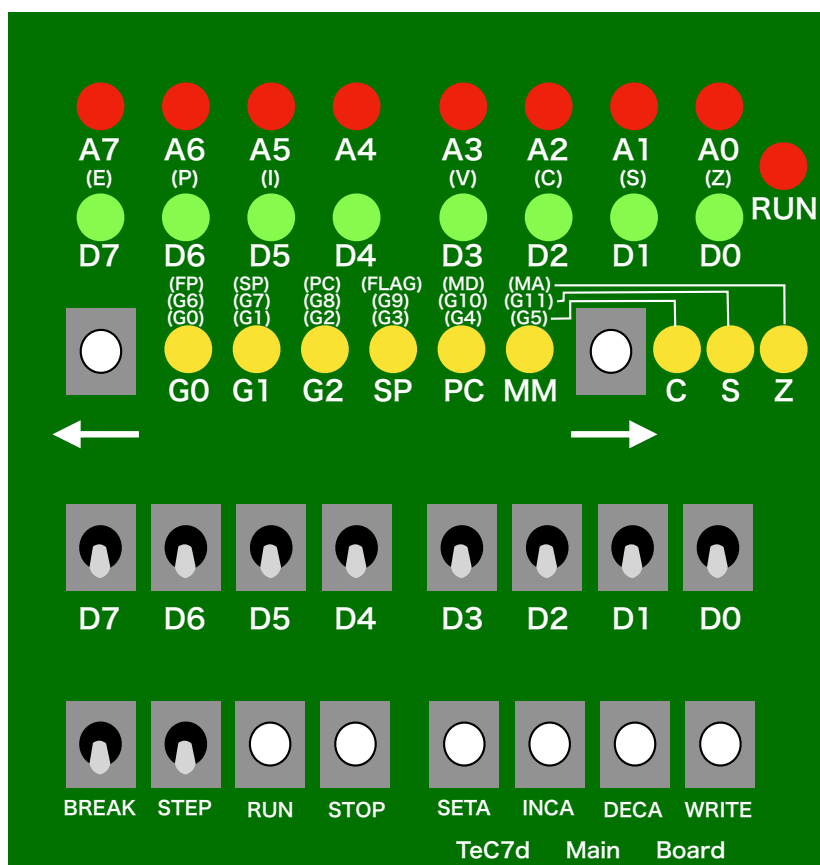 A7 A6 A5 A4 A3 A2 A1 A0
(E) (P) (I) (V) (C) (S) (Z)
RUN
D7 D6 D5 D4 D3 D2 D1 D0
(FP) (SP) (PC) (FLAG) (MD) (MA)
(G6) (G7) (G8) (G9) (G10) (G11)
(G0) (G1) (G2) (G3) (G4) (G5)
G0 G1 G2 SP PC MM C S Z
D7 D6 D5 D4 D3 D2 D1 D0
BREAK STEP RUN STOP SETA INCA DECA WRITE
TeC7d Main Board